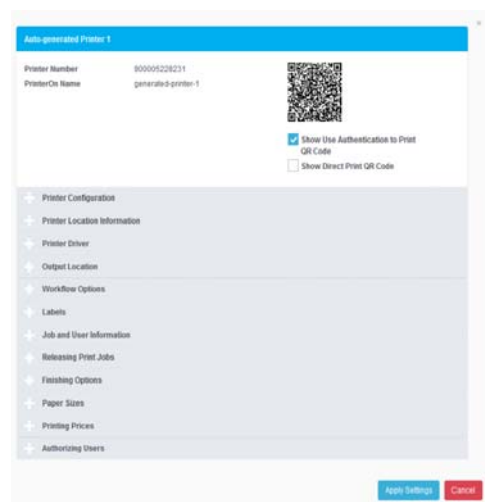 Auto-generated Printer 1
Printer Number 800005228231
PrinterOn Name generated-printer-1
Show Use Authentication to Print
QR Code
Show Direct Print QR Code
Printer Configuration
Printer Location Information
Printer Driver
Output Location
Workflow Options
Labels
Job and User Information
Releasing Print Jobs
Finishing Options
Paper Sizes
Printing Prices
Authorizing Users
Apply Settings Cancel